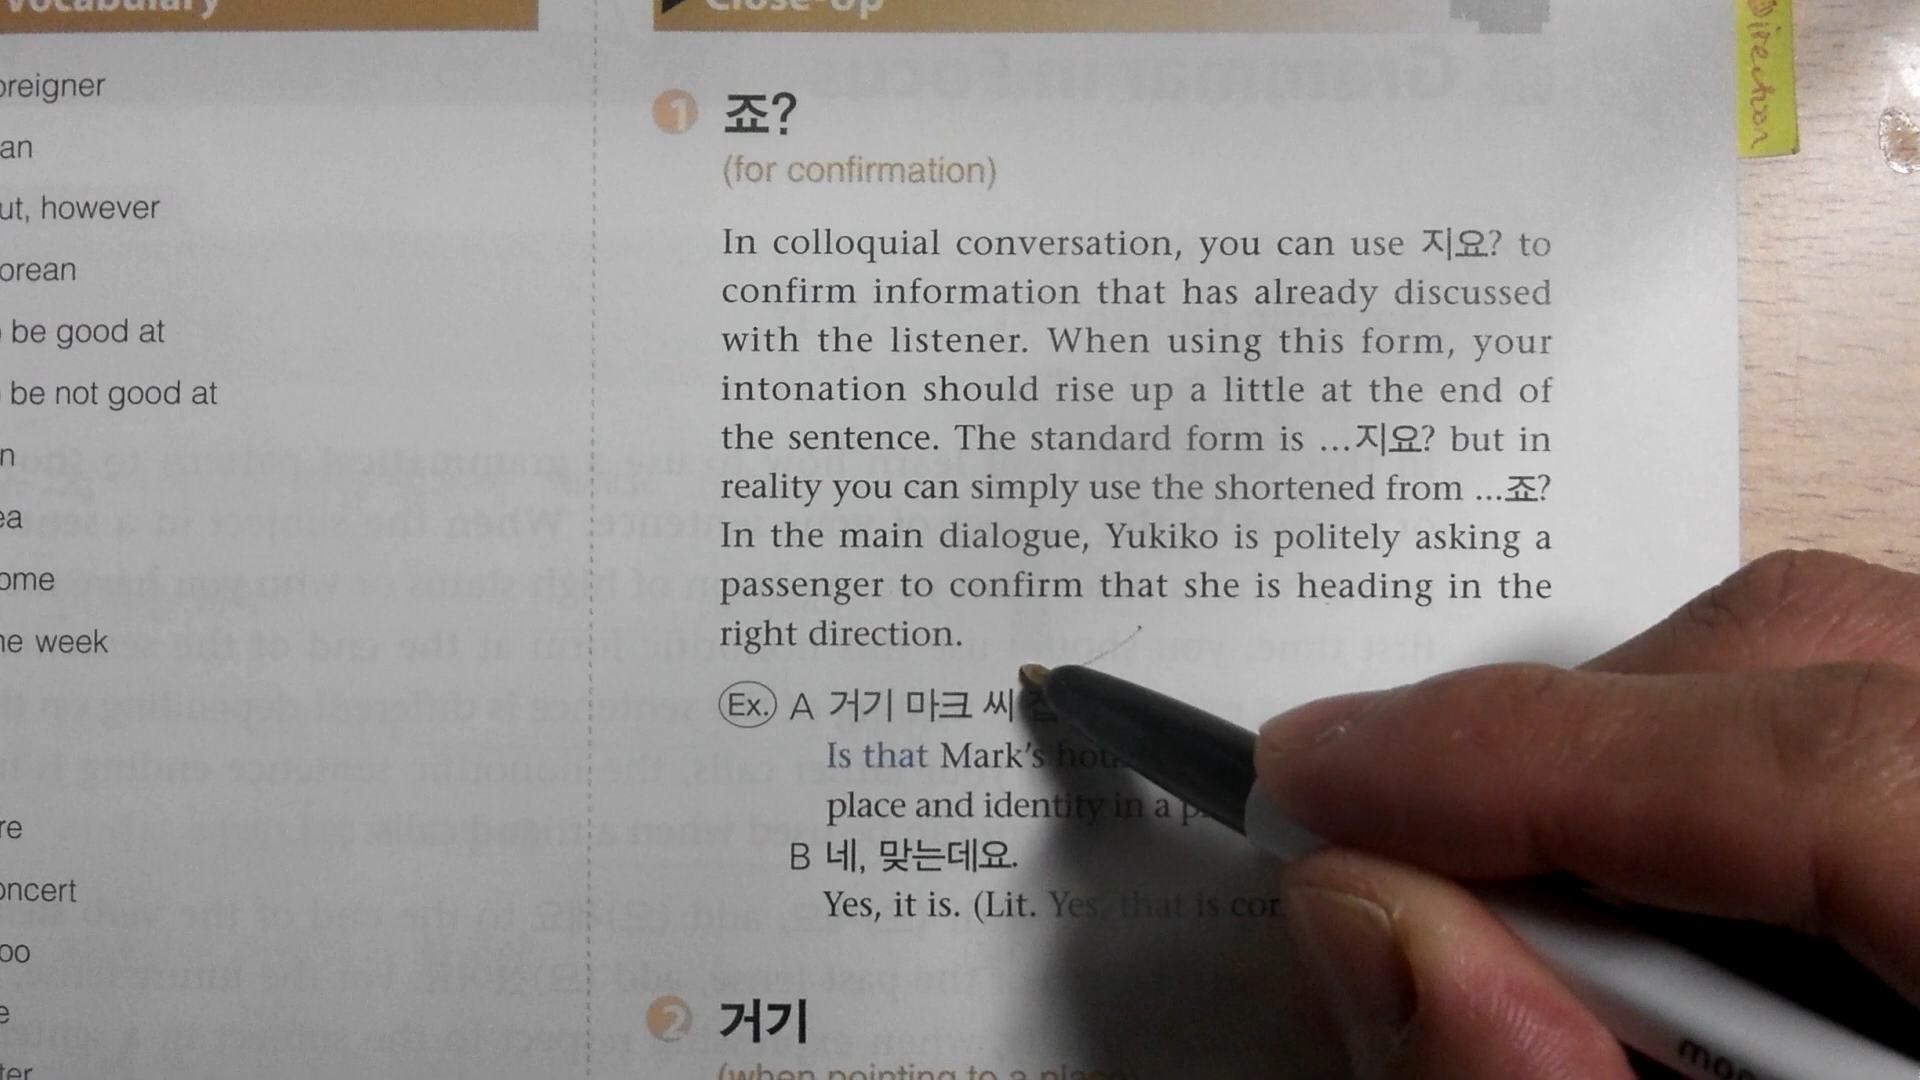 Vocabulary
oreigner
an
ut, however
orean
be good at
be not good at
n
ea
ome
ne week
re
oncert
oo
e
ter
Close-Up
1 죠?
(for confirmation)
In colloquial conversation, you can use 지요? to
confirm information that has already discussed
with the listener. When using this form, your
intonation should rise up a little at the end of
the sentence. The standard form is ...지요? but in
reality you can simply use the shortened from ...죠?
In the main dialogue, Yukiko is politely asking a
passenger to confirm that she is heading in the
right direction.
Ex. A 거기 마크 씨
Is that Mark's
place and identity in a
B 네, 맞는데요.
Yes, it is. (Lit. Yes, that is cor
2 거기
(when pointing to a place)
Direction